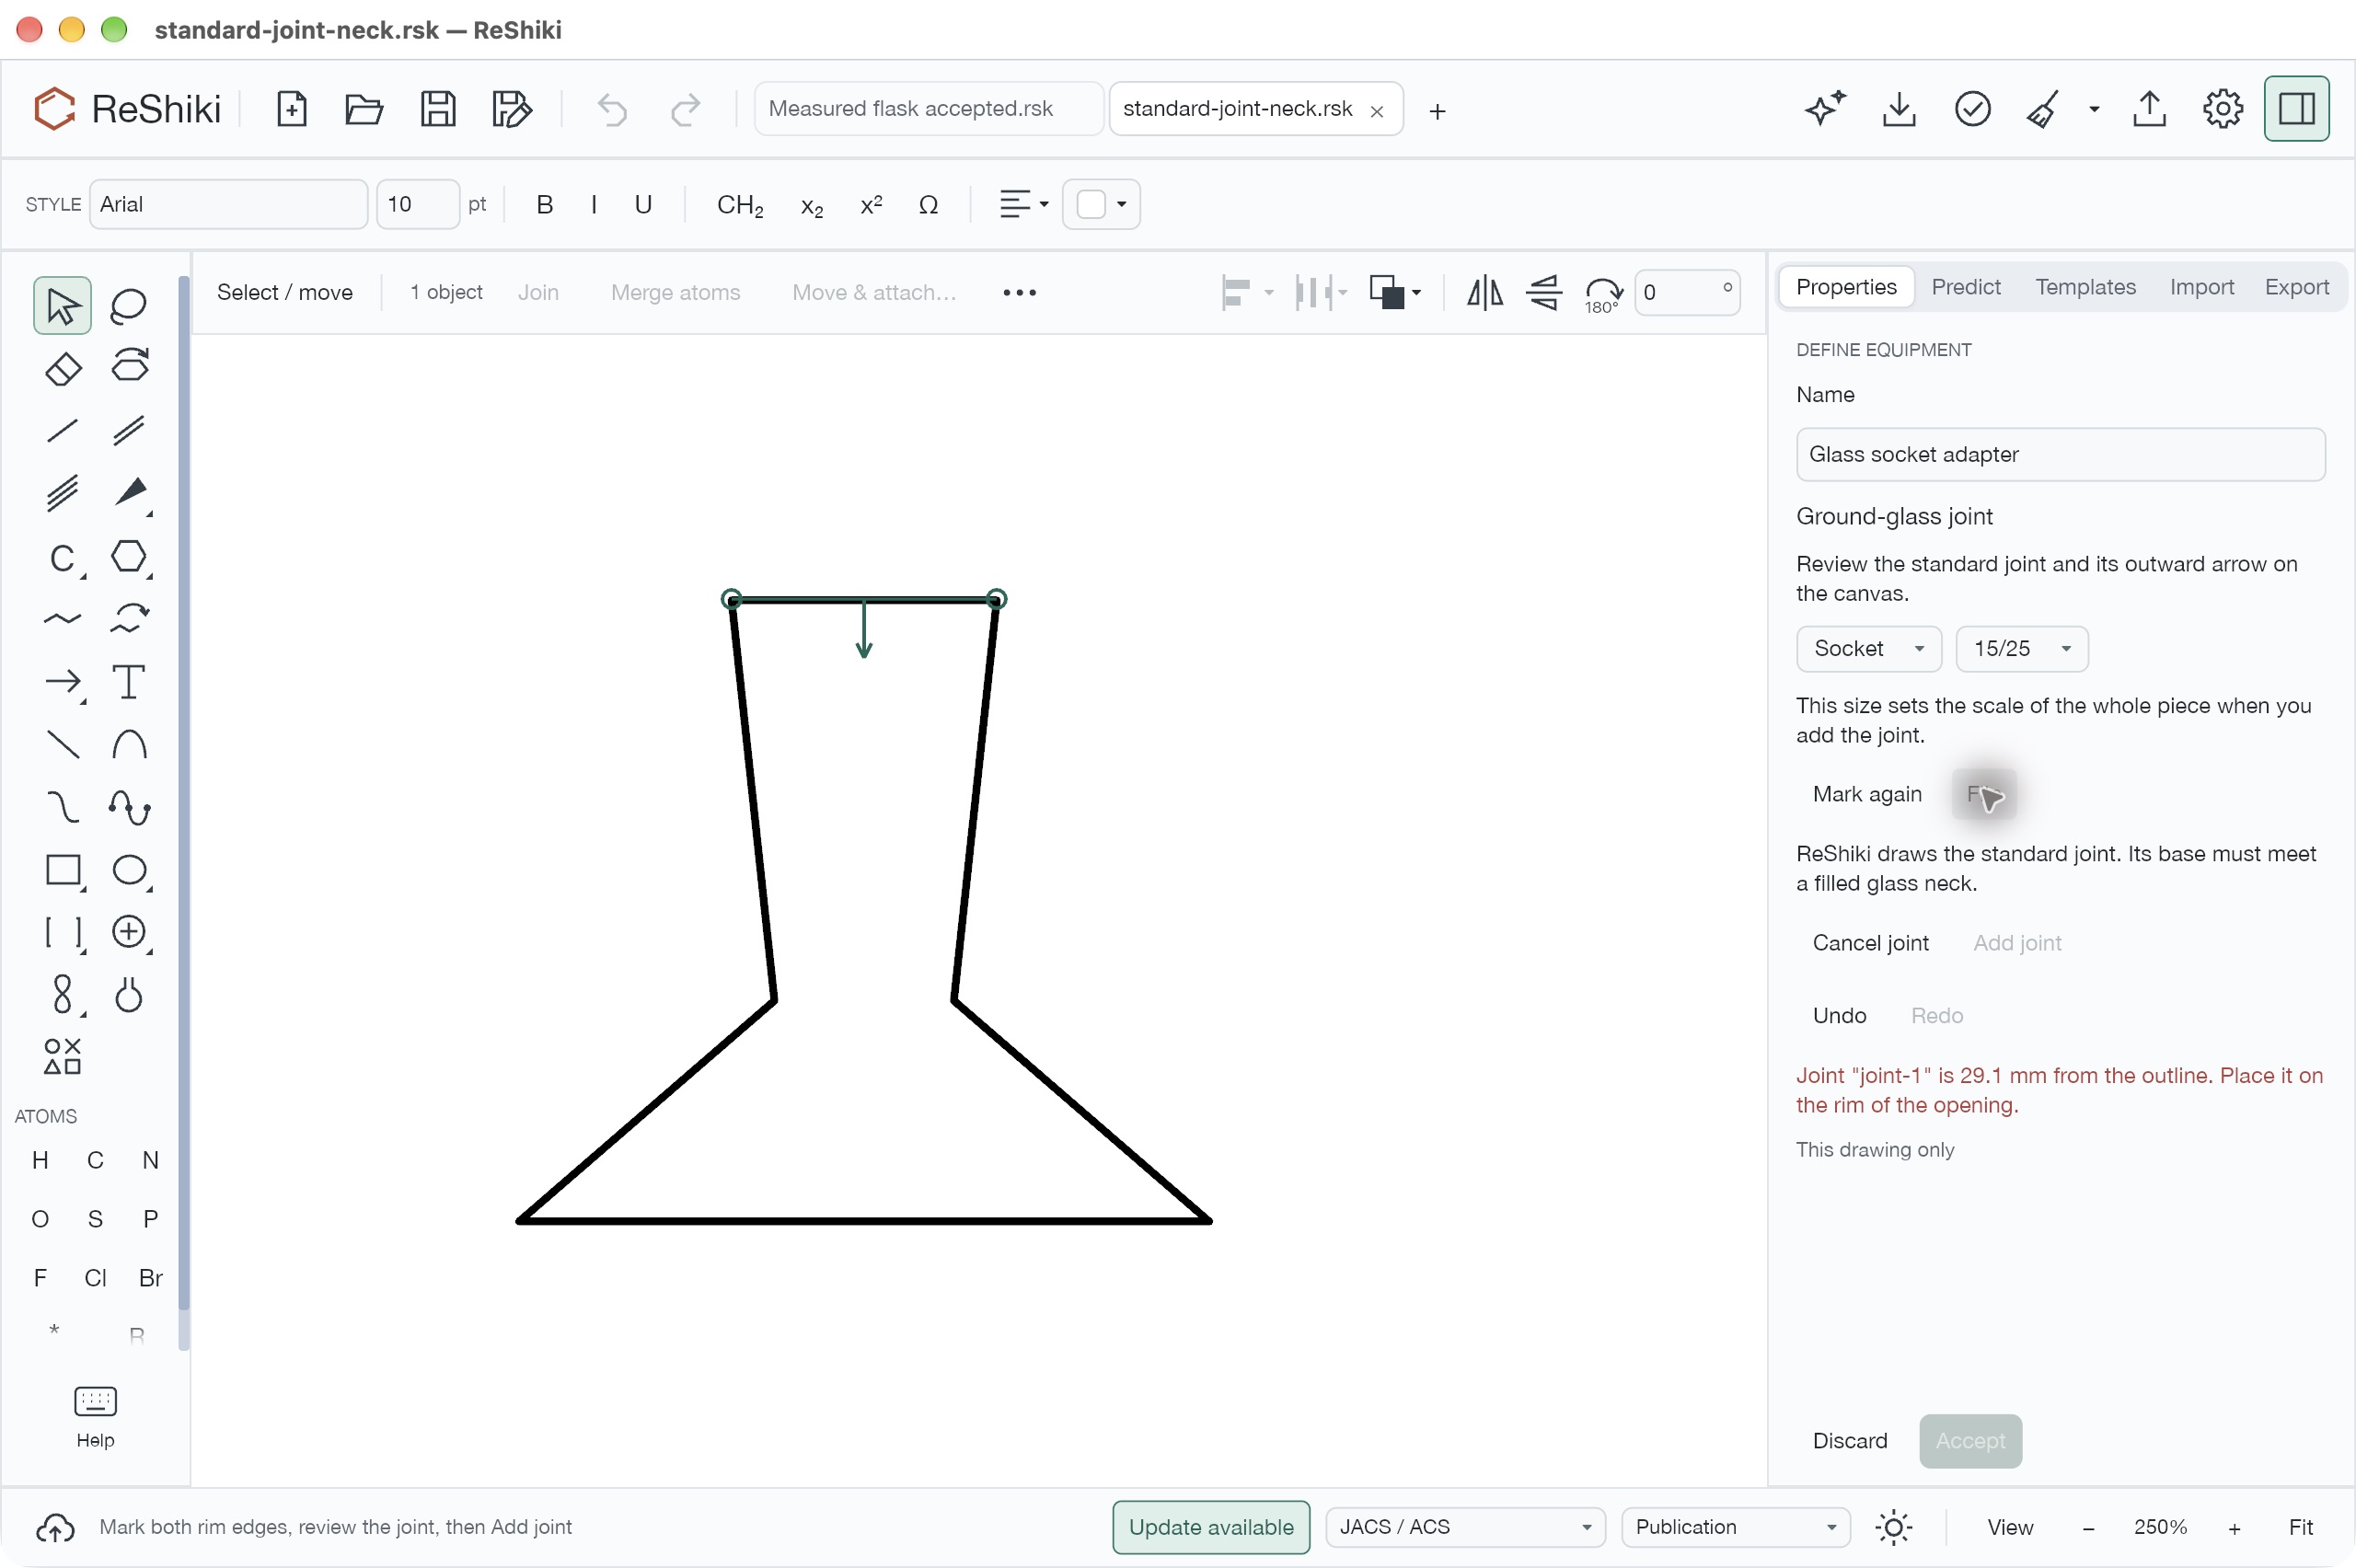 standard-joint-neck.rsk — ReShiki
ReShiki
Measured flask accepted.rsk
standard-joint-neck.rsk
STYLE Arial 10 pt B I U CH₂ x₂ x² Ω
Select / move 1 object Join Merge atoms Move & attach... 180° 0 °
Properties Predict Templates Import Export
DEFINE EQUIPMENT
Name
Glass socket adapter
Ground-glass joint
Review the standard joint and its outward arrow on
the canvas.
Socket 15/25
This size sets the scale of the whole piece when you
add the joint.
Mark again
ReShiki draws the standard joint. Its base must meet
a filled glass neck.
Cancel joint Add joint
Undo Redo
Joint "joint-1" is 29.1 mm from the outline. Place it on
the rim of the opening.
This drawing only
Discard Accept
C
T
ATOMS
H C N
O S P
F Cl Br
* R
Help
Mark both rim edges, review the joint, then Add joint
Update available JACS / ACS Publication View – 250% + Fit